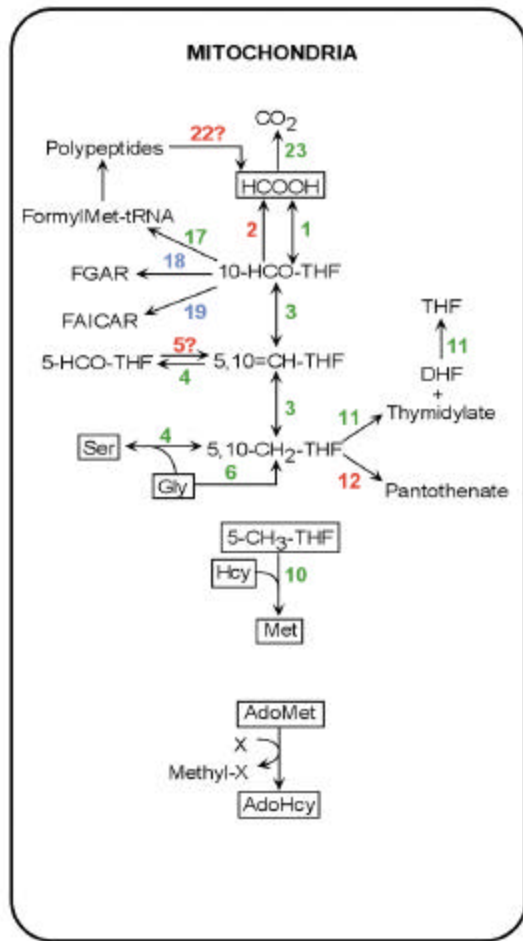 MITOCHONDRIA
CO2
22?
23
Polypeptides
HCOOH
FormylMet-tRNA
17
2
1
18
FGAR
10-HCO-THF
19
FAICAR
3
THF
5?
5-HCO-THF
5,10=CH-THF
11
4
DHF
+
3
11
Thymidylate
4
Ser
5,10-CH2-THF
6
12
Gly
Pantothenate
5-CH3-THF
Hcy
10
Met
AdoMet
X
Methyl-X
AdoHcy